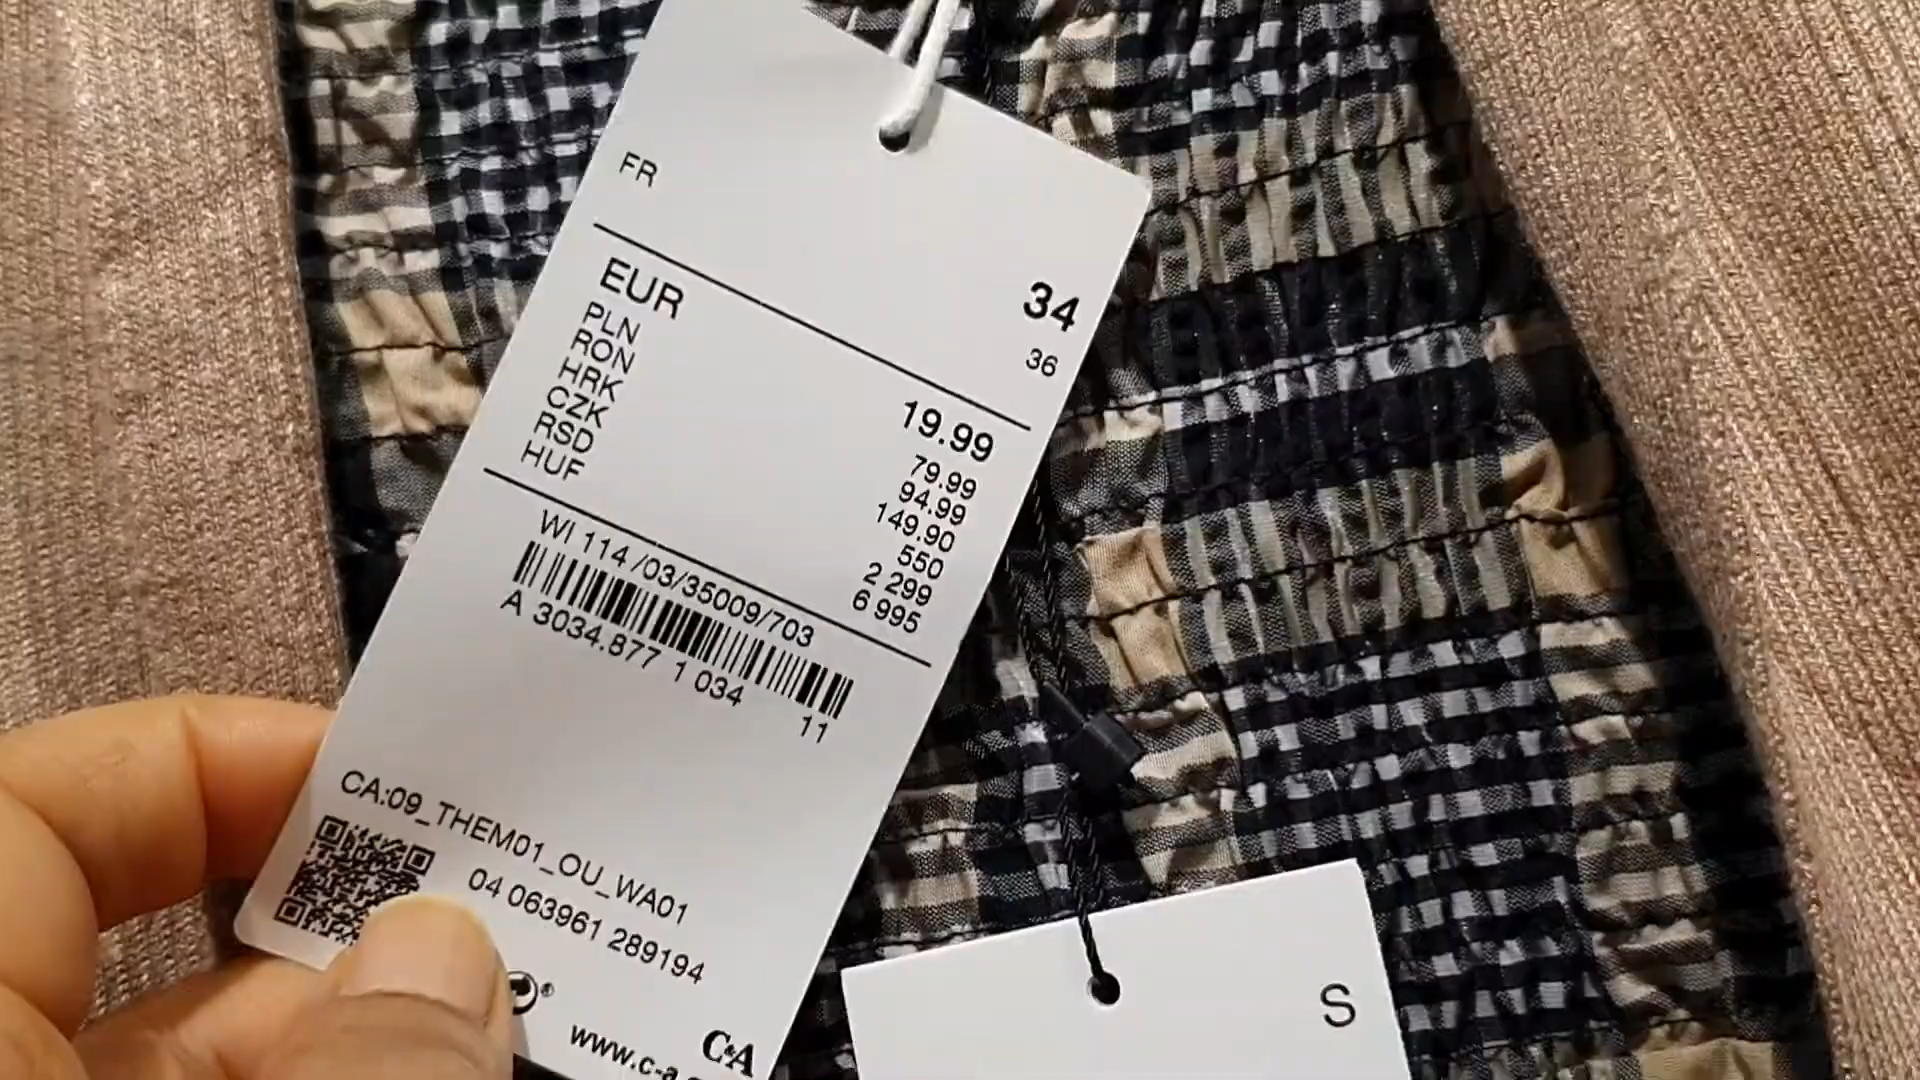 34
FR 36
EUR 19.99
PLN 79.99
RON 94.99
HRK 149.90
CZK 550
RSD 2 299
HUF 6 995
WI 114 /03/35009/703
A 3034.877 1 034
11
CA:09_THEM01_OU_WA01
04 063961 289194
C&A
www.c-a.
S